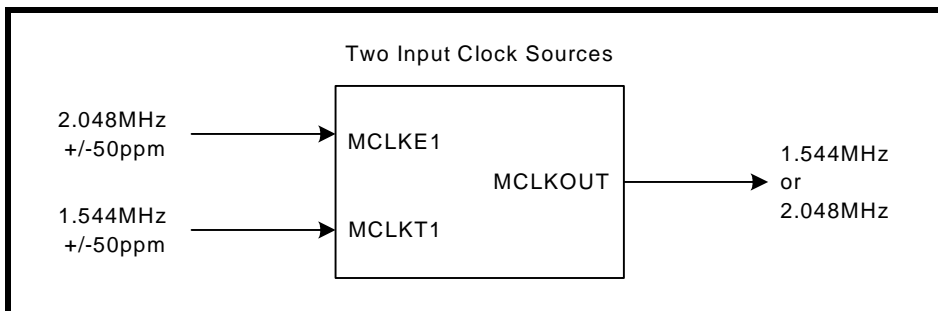 Two Input Clock Sources
2.048MHz
+/-50ppm
MCLKE1
MCLKOUT
1.544MHz
or
2.048MHz
1.544MHz
+/-50ppm
MCLKT1